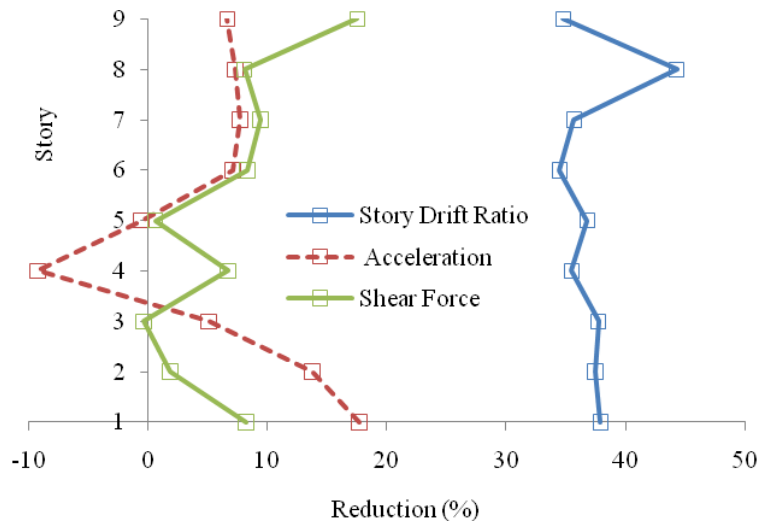 9
8
7
6
5
4
3
2
1
Story
Story Drift Ratio
Acceleration
Shear Force
-10 0 10 20 30 40 50
Reduction (%)